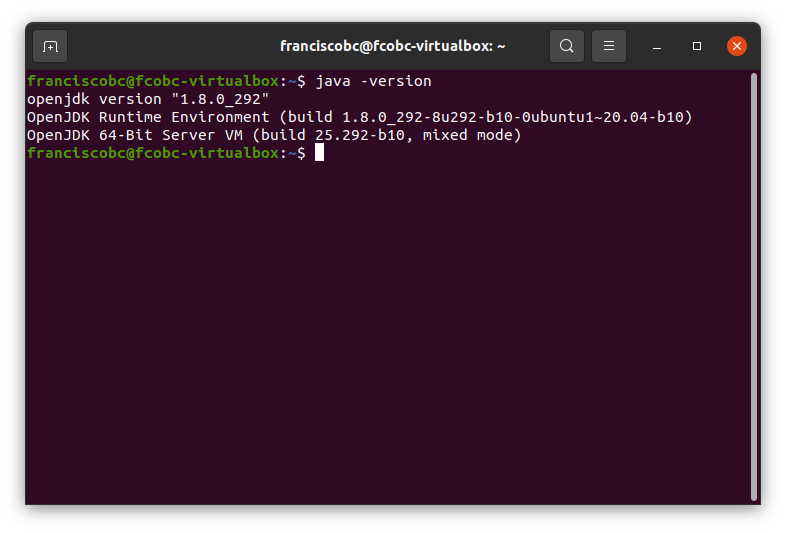 franciscobc@fcobc-virtualbox: ~
franciscobc@fcobc-virtualbox:~$ java -version
openjdk version "1.8.0_292"
OpenJDK Runtime Environment (build 1.8.0_292-8u292-b10-0ubuntu1~20.04-b10)
OpenJDK 64-Bit Server VM (build 25.292-b10, mixed mode)
franciscobc@fcobc-virtualbox:~$